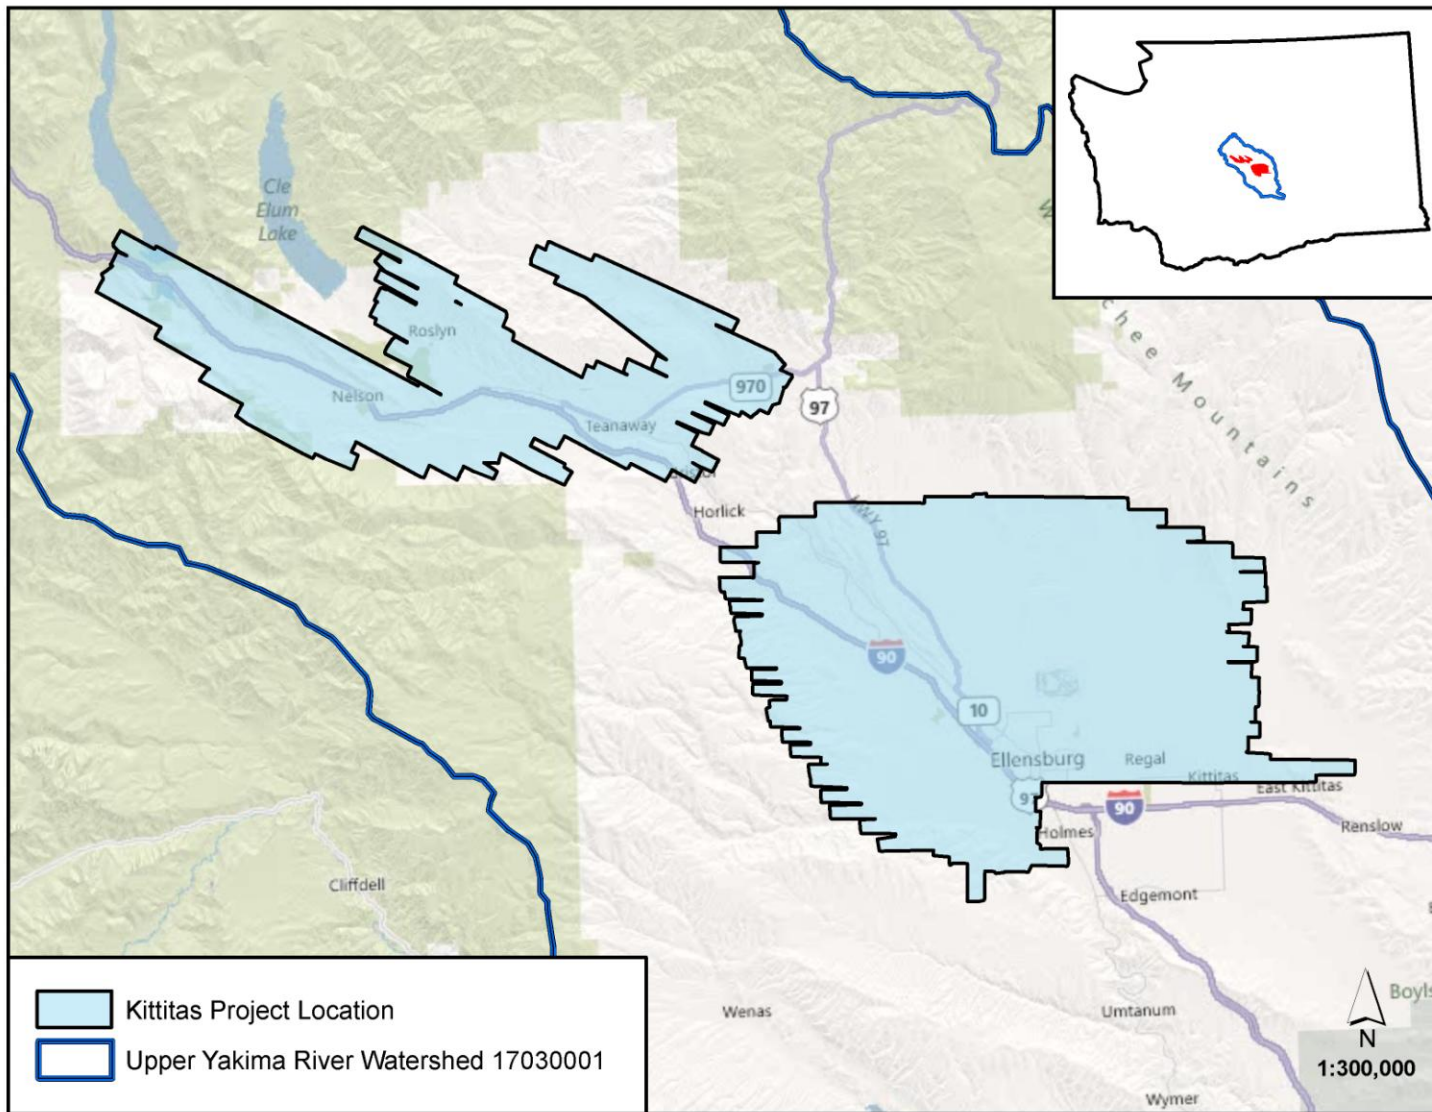 Cle
Elum
Lake
Roslyn
Nelson
970
97
Teanaway
Horlick
chee Mountains
HWY 97
90
10
Ellensburg
Regal
Kittitas
East Kittitas
97
90
Holmes
Renslow
Cliffdell
Edgemont
Wenas
Umtanum
Boyls
Wymer
N
1:300,000
Kittitas Project Location
Upper Yakima River Watershed 17030001